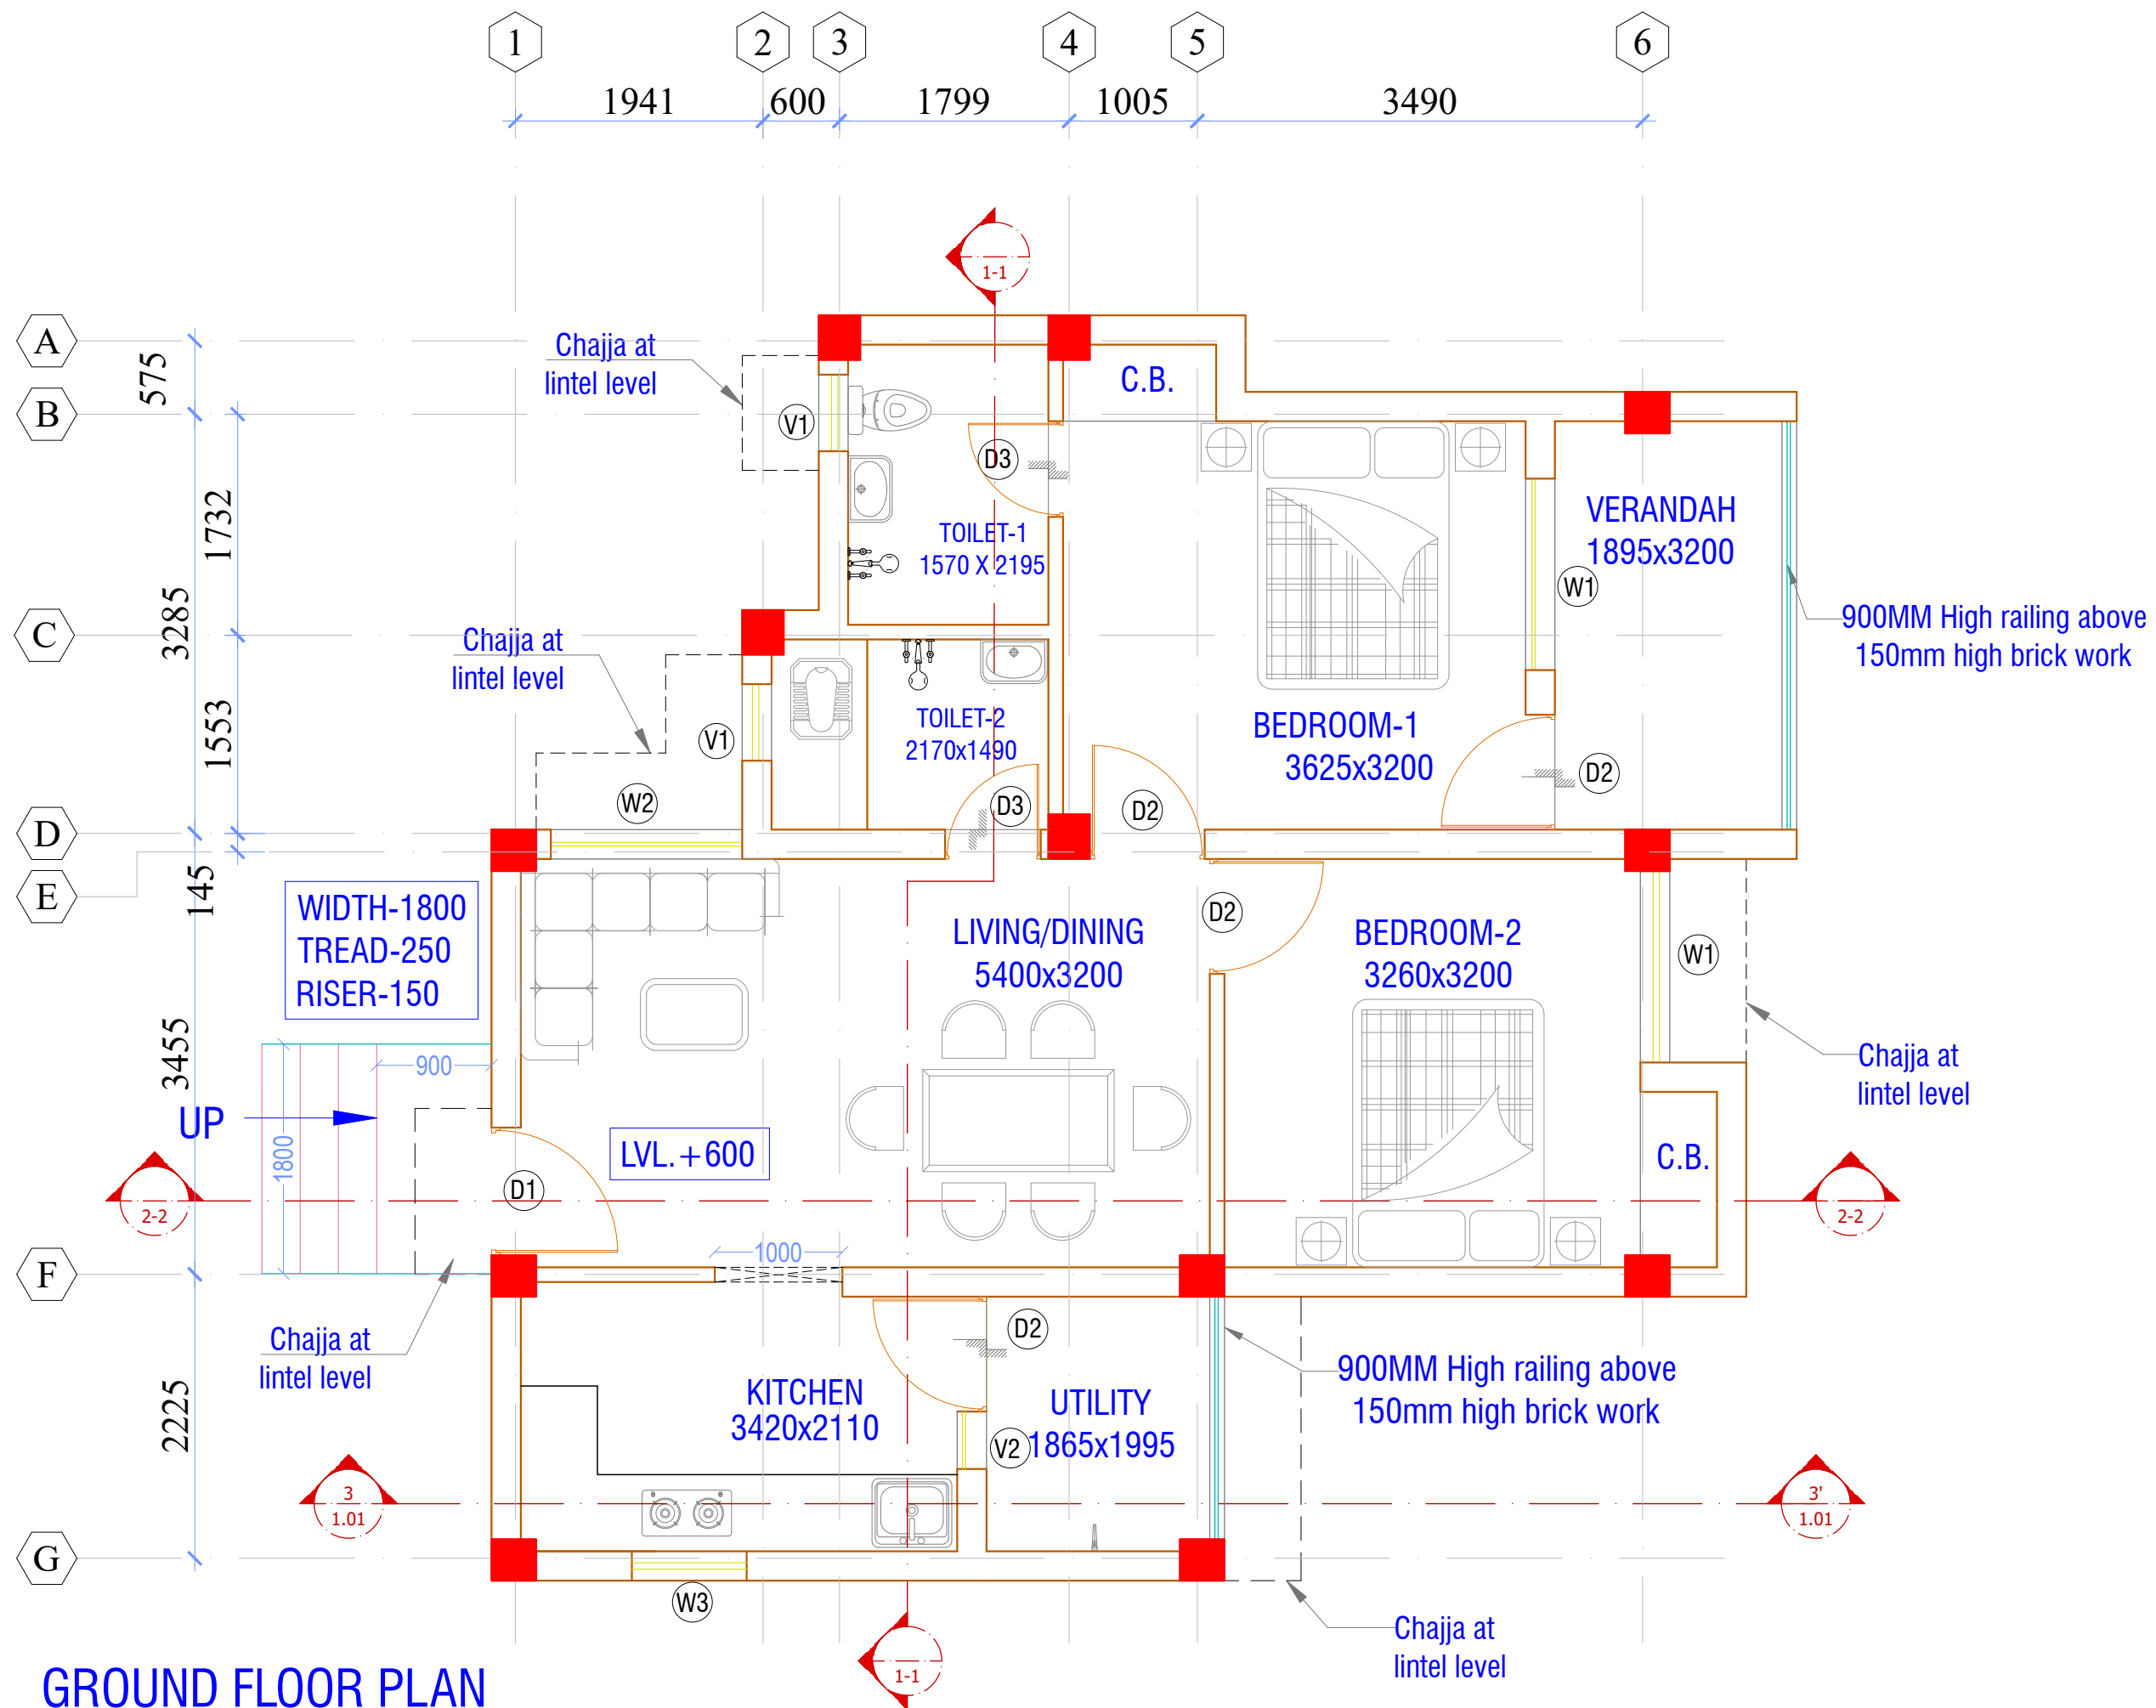 1
2
3
4
5
6
1941
600
1799
1005
3490
1-1
A
575
Chajja at
lintel level
C.B.
B
V1
D3
VERANDAH
1895x3200
1732
TOILET-1
1570 X 2195
W1
3285
900MM High railing above
150mm high brick work
C
Chajja at
lintel level
1553
V1
TOILET-2
2170x1490
BEDROOM-1
3625x3200
D2
W2
D3
D2
D
145
E
WIDTH-1800
TREAD-250
RISER-150
D2
LIVING/DINING
5400x3200
BEDROOM-2
3260x3200
W1
3455
900
Chajja at
lintel level
UP
1800
LVL.+600
C.B.
D1
2-2
2-2
1000
F
Chajja at
lintel level
D2
900MM High railing above
150mm high brick work
KITCHEN
3420x2110
UTILITY
1865x1995
2225
V2
3
1.01
3'
1.01
G
W3
Chajja at
lintel level
1-1
GROUND FLOOR PLAN